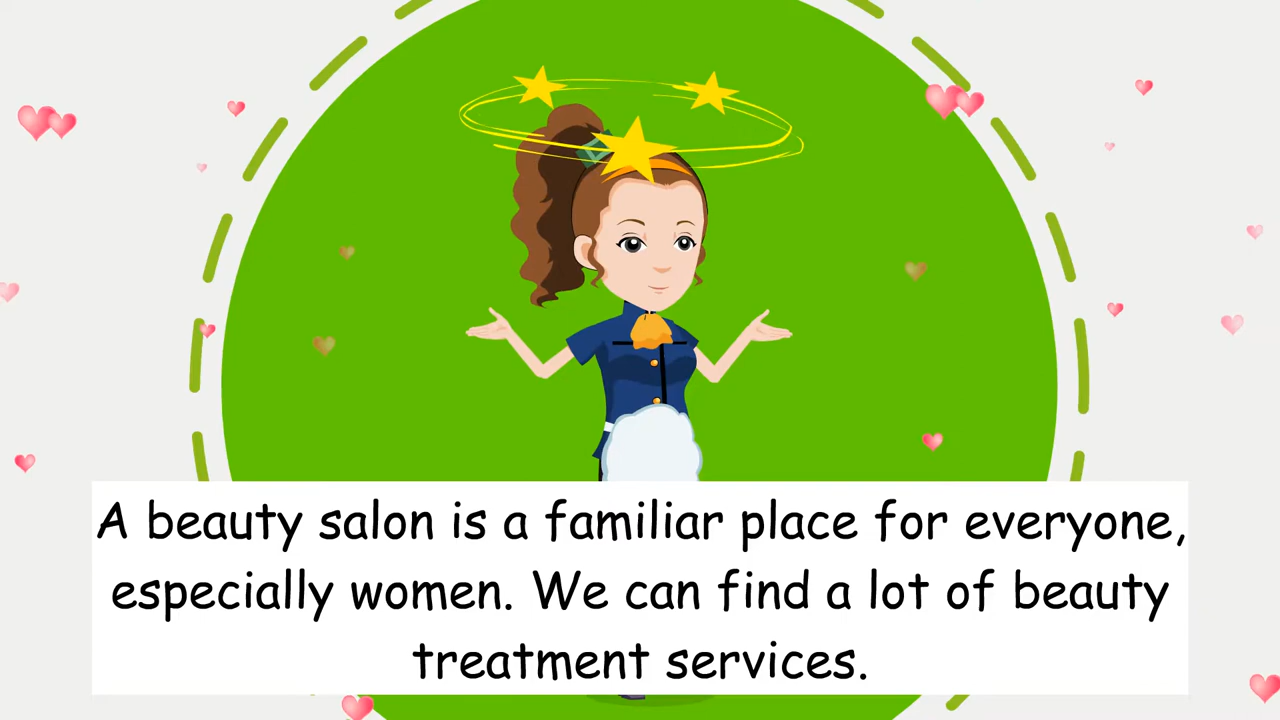 A beauty salon is a familiar place for everyone,
especially women. We can find a lot of beauty
treatment services.